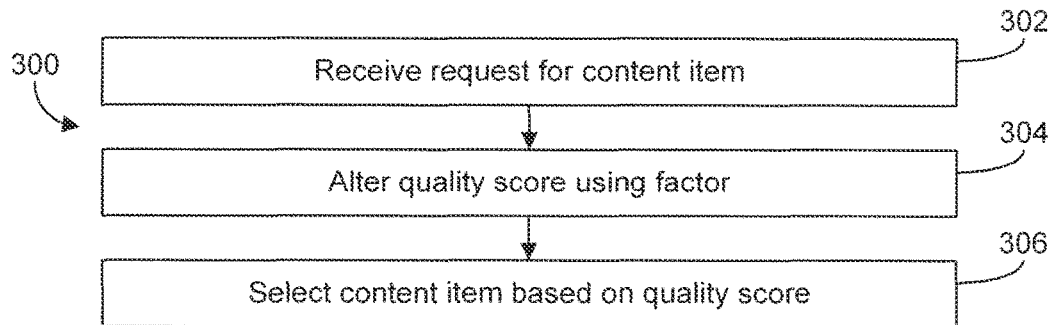 302
300
Receive request for content item
304
Alter quality score using factor
306
Select content item based on quality score